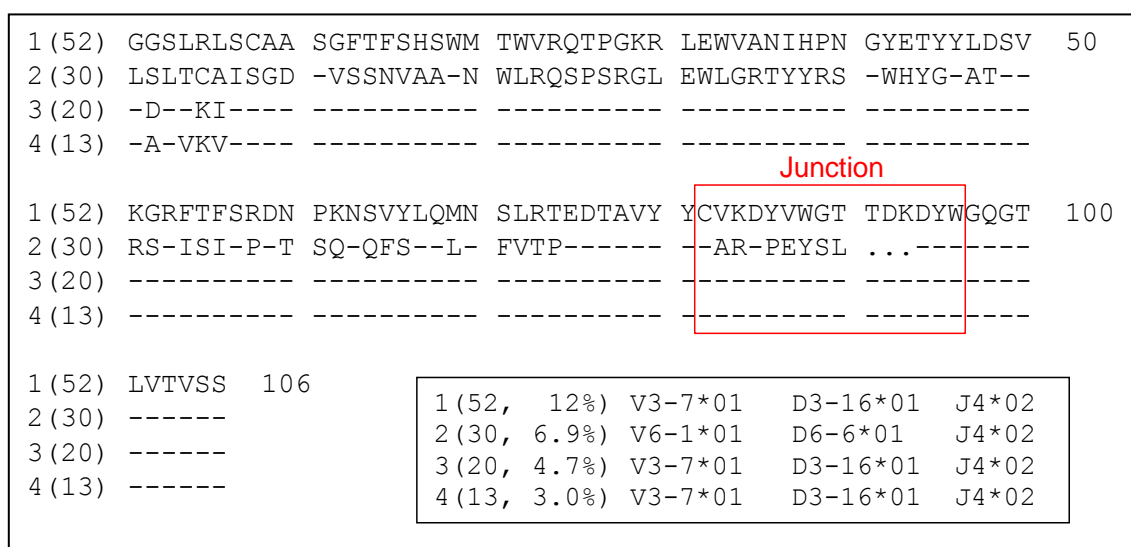 1(52) GGSLRLSCAA SGFTFSHSWM TWVRQTPGKR LEWVANIHPN GYETYYLDSV 50
2(30) LSLTCAISGD -VSSNVAA-N WLRQSPSRGL EWLGRTYYRS -WHYG-AT--
3(20) -D--KI---- ---------- ---------- ---------- ----------
4(13) -A-VKV---- ---------- ---------- ---------- ----------
Junction
1(52) KGRFTFSRDN PKNSVYLQMN SLRTEDTAVY YCVKDYVWGT TDKDYWGQGT 100
2(30) RS-ISI-P-T SQ-QFS--L- FVTP------ --AR-PEYSL ...-------
3(20) ---------- ---------- ---------- ---------- ----------
4(13) ---------- ---------- ---------- ---------- ----------
1(52) LVTVSS 106
2(30) ------
3(20) ------
4(13) ------
1(52, 12%) V3-7*01 D3-16*01 J4*02
2(30, 6.9%) V6-1*01 D6-6*01 J4*02
3(20, 4.7%) V3-7*01 D3-16*01 J4*02
4(13, 3.0%) V3-7*01 D3-16*01 J4*02